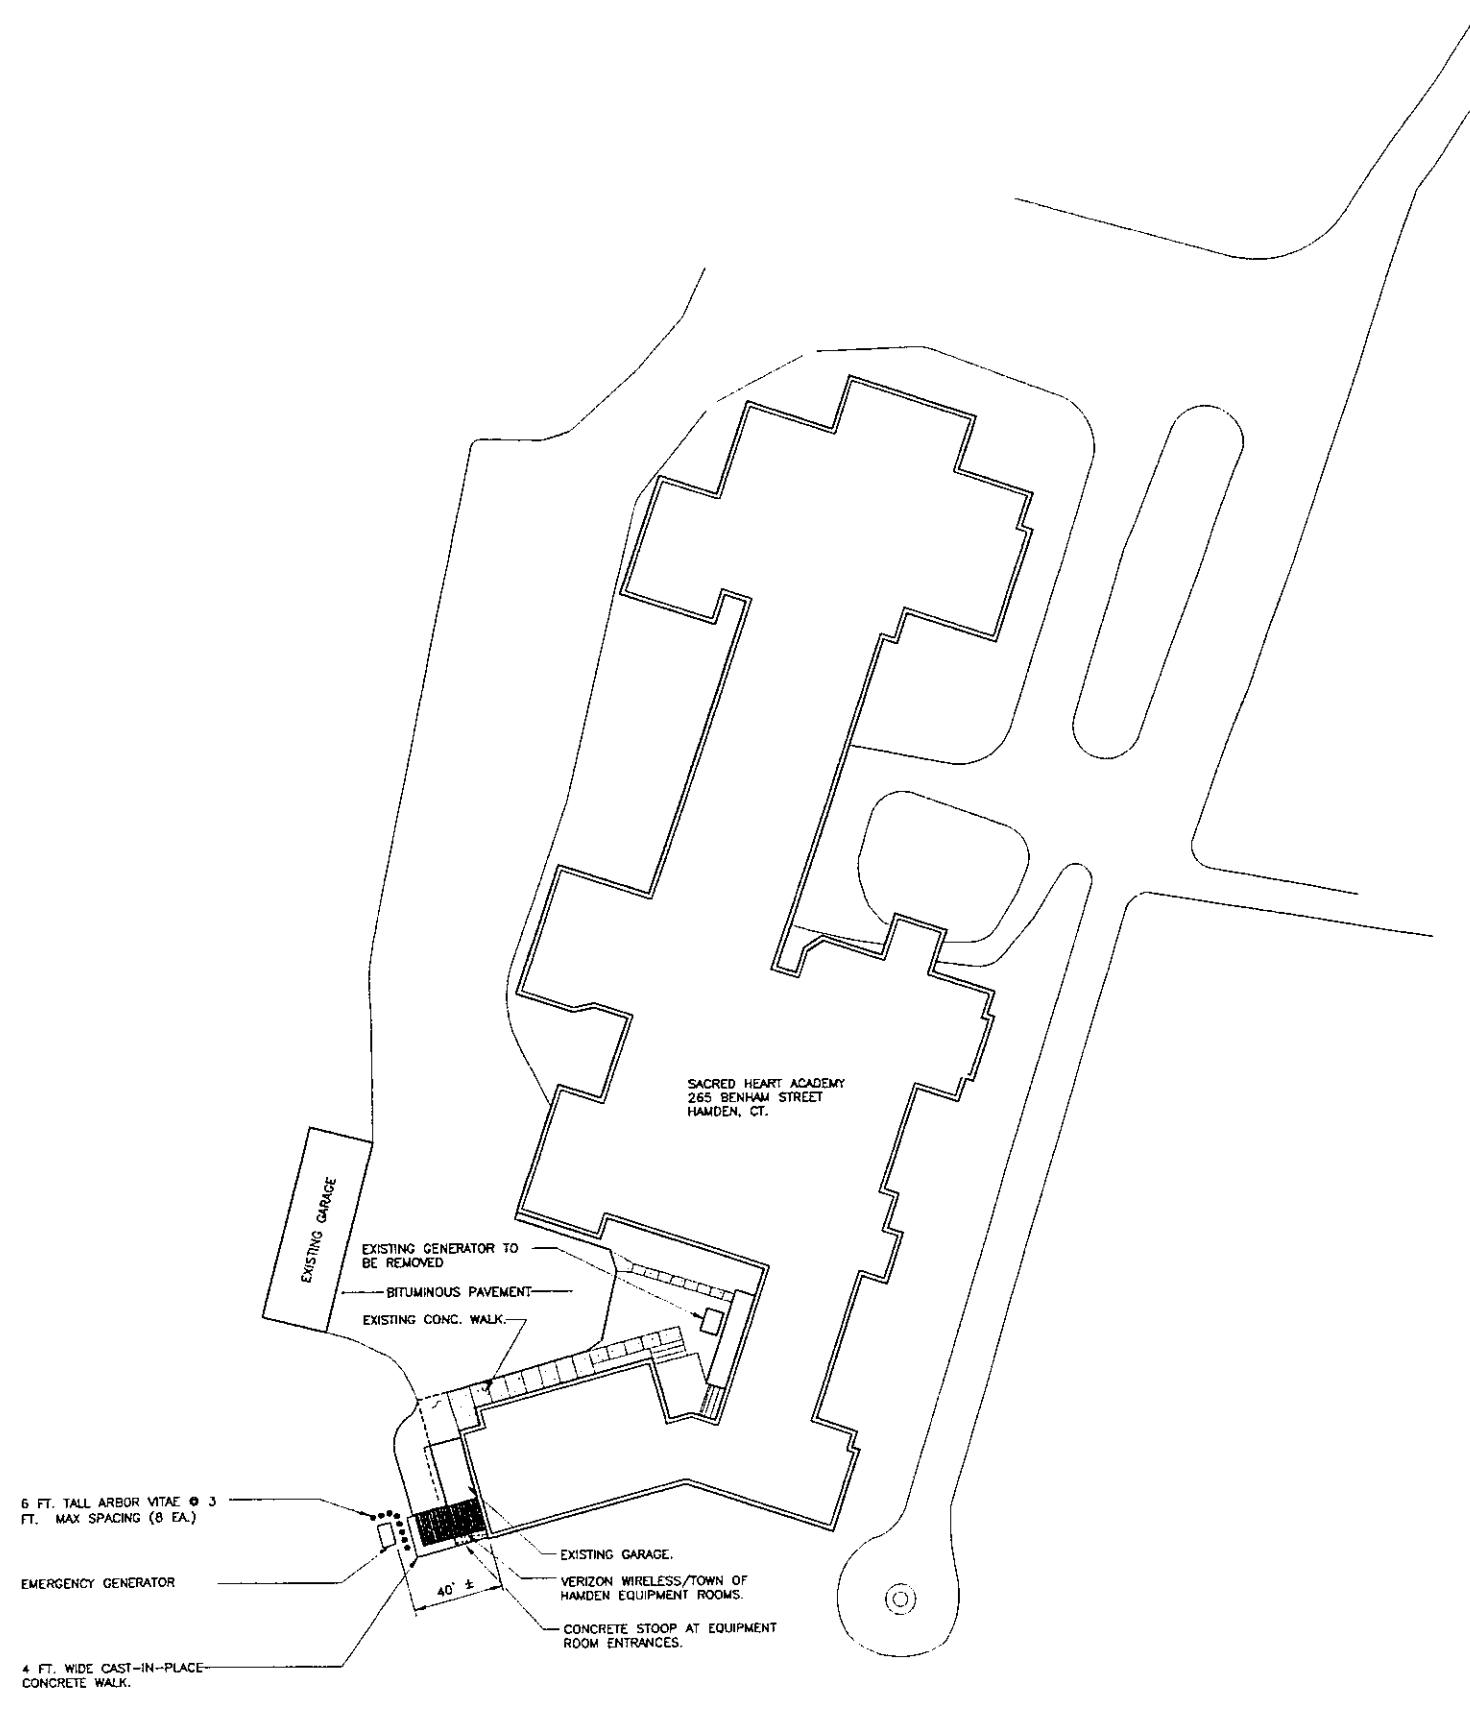 SACRED HEART ACADEMY
265 BENHAM STREET
HAMDEN, CT.
EXISTING GARAGE
EXISTING GENERATOR TO
BE REMOVED
BITUMINOUS PAVEMENT
EXISTING CONC. WALK.
6 FT. TALL ARBOR VITAE @ 3
FT. MAX SPACING (8 EA.)
EMERGENCY GENERATOR
40' ±
EXISTING GARAGE.
VERIZON WIRELESS/TOWN OF
HAMDEN EQUIPMENT ROOMS.
CONCRETE STOOP AT EQUIPMENT
ROOM ENTRANCES.
4 FT. WIDE CAST-IN-PLACE
CONCRETE WALK.